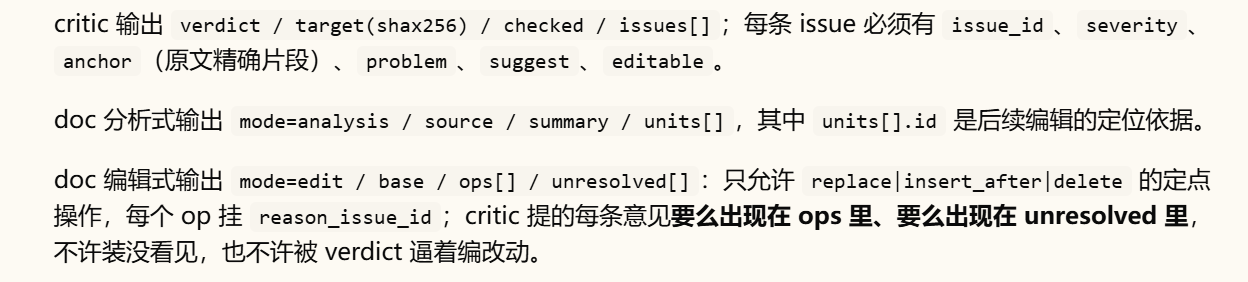 critic 输出 verdict / target(shax256) / checked / issues[]；每条 issue 必须有 issue_id、severity、
anchor（原文精确片段）、problem、suggest、editable。
doc 分析式输出 mode=analysis / source / summary / units[]，其中 units[].id 是后续编辑的定位依据。
doc 编辑式输出 mode=edit / base / ops[] / unresolved[]：只允许 replace|insert_after|delete 的定点
操作，每个 op 挂 reason_issue_id；critic 提的每条意见要么出现在 ops 里、要么出现在 unresolved 里，
不许装没看见，也不许被 verdict 逼着编改动。